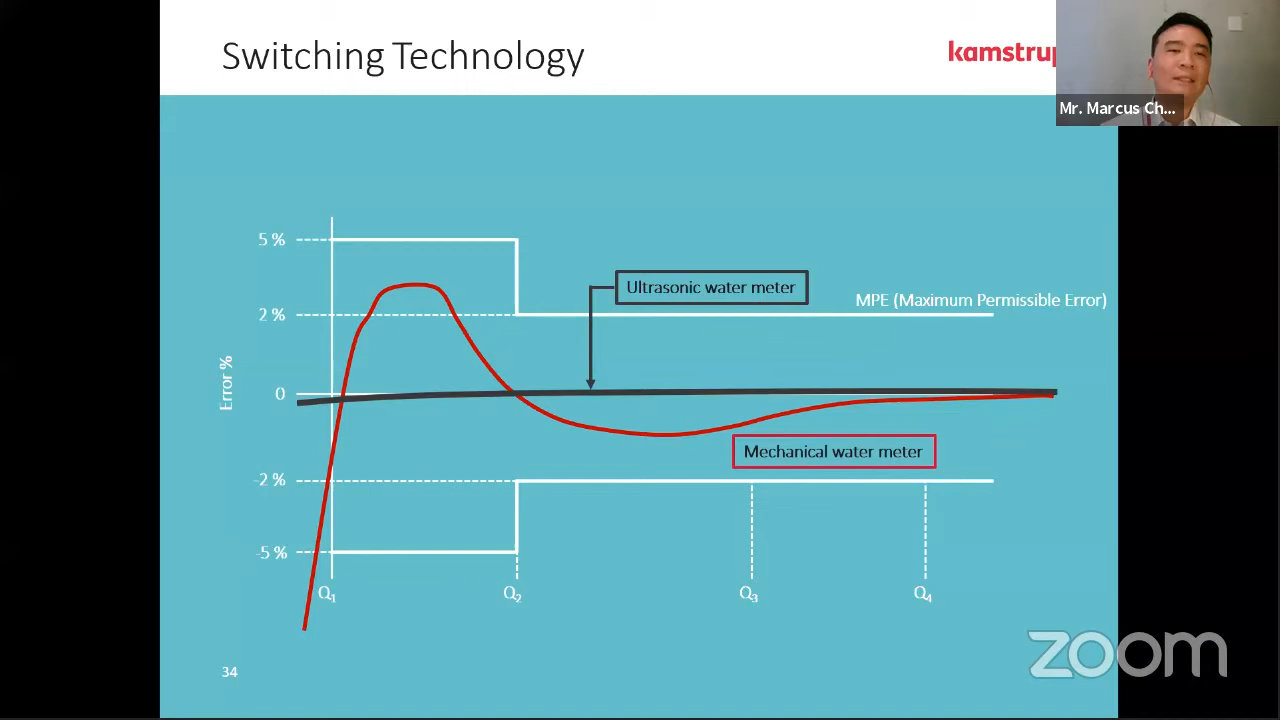 Switching Technology
kamstrup
Mr. Marcus Ch...
5 %
Ultrasonic water meter
MPE (Maximum Permissible Error)
2 %
Error %
0
Mechanical water meter
-2 %
-5 %
Q1
Q2
Q3
Q4
34
zoom